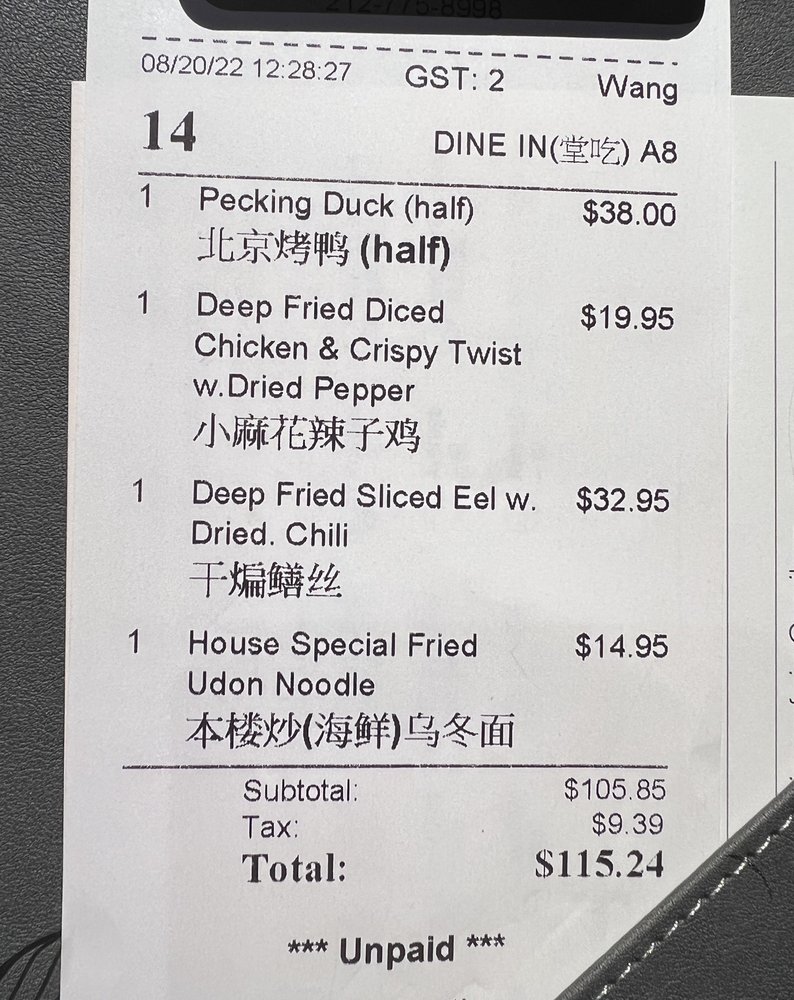 212-775-8998
08/20/22 12:28:27 GST: 2 Wang
14 DINE IN(堂吃) A8
1 Pecking Duck (half) $38.00
北京烤鸭 (half)
1 Deep Fried Diced $19.95
Chicken & Crispy Twist
w.Dried Pepper
小麻花辣子鸡
1 Deep Fried Sliced Eel w. $32.95
Dried. Chili
干煸鳝丝
1 House Special Fried $14.95
Udon Noodle
本楼炒(海鲜)乌冬面
Subtotal: $105.85
Tax: $9.39
Total: $115.24
*** Unpaid ***